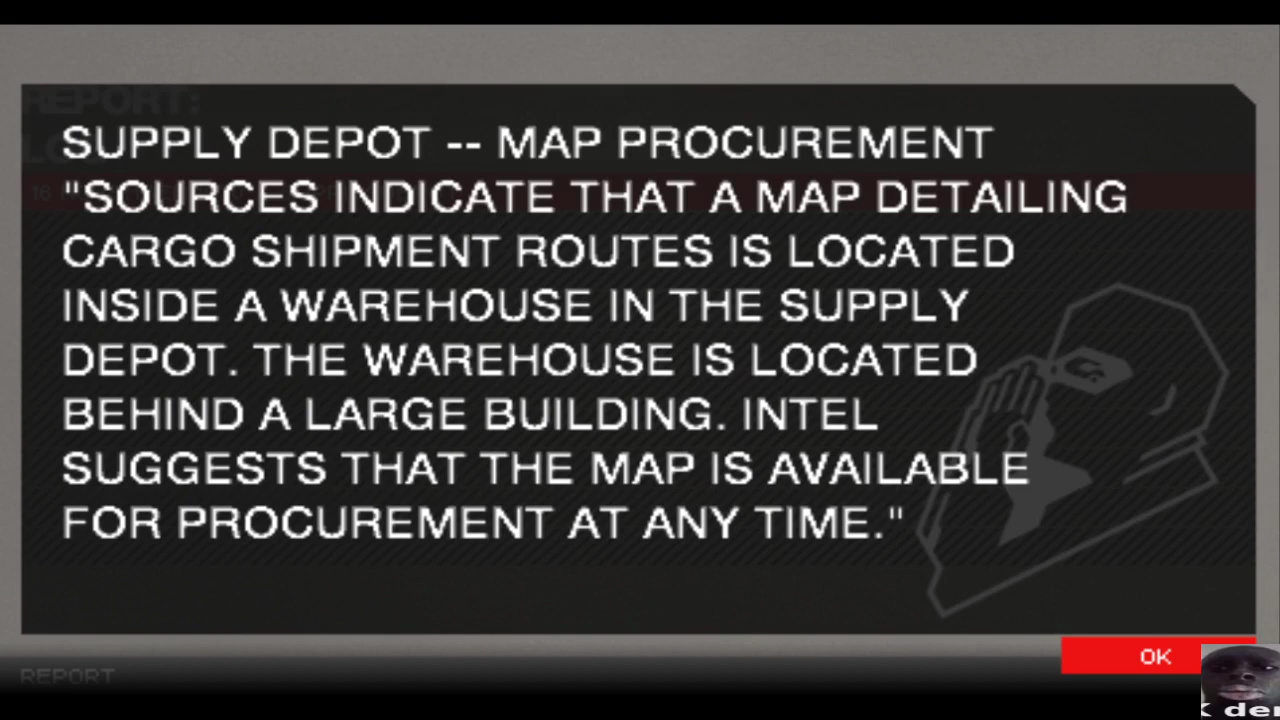 REPORT:
SUPPLY DEPOT -- MAP PROCUREMENT
"SOURCES INDICATE THAT A MAP DETAILING
CARGO SHIPMENT ROUTES IS LOCATED
INSIDE A WAREHOUSE IN THE SUPPLY
DEPOT. THE WAREHOUSE IS LOCATED
BEHIND A LARGE BUILDING. INTEL
SUGGESTS THAT THE MAP IS AVAILABLE
FOR PROCUREMENT AT ANY TIME."
OK
REPORT